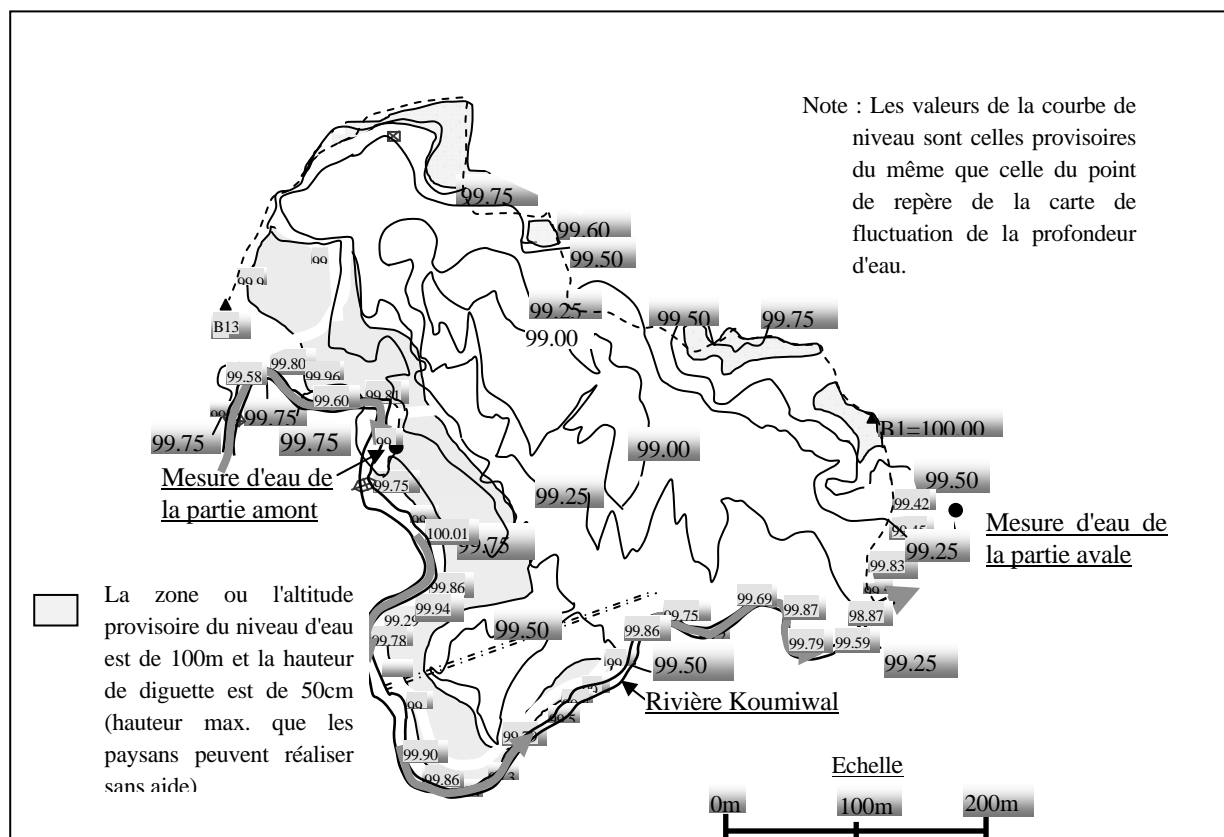 Note : Les valeurs de la courbe de
niveau sont celles provisoires
du même que celle du point
de repère de la carte de
fluctuation de la profondeur
d'eau.
99.75
99.60
99.50
99.25
99.50
99.75
99.00
B13
99.80
99.58
99.96
99.60
99.81
99.75
99.75
99.75
B1=100.00
99.00
Mesure d'eau de
la partie amont
99.75
99.25
99.50
99.42
Mesure d'eau de
la partie avale
99.45
99.25
100.01
99.75
99.83
99.86
99.94
99.29
99.78
99.50
99.86
99.75
99.69
99.87
98.87
99.79
99.59
99.25
99.50
Rivière Koumiwal
La zone ou l'altitude
provisoire du niveau d'eau
est de 100m et la hauteur
de diguette est de 50cm
(hauteur max. que les
paysans peuvent réaliser
sans aide)
99.90
99.86
Echelle
0m 100m 200m